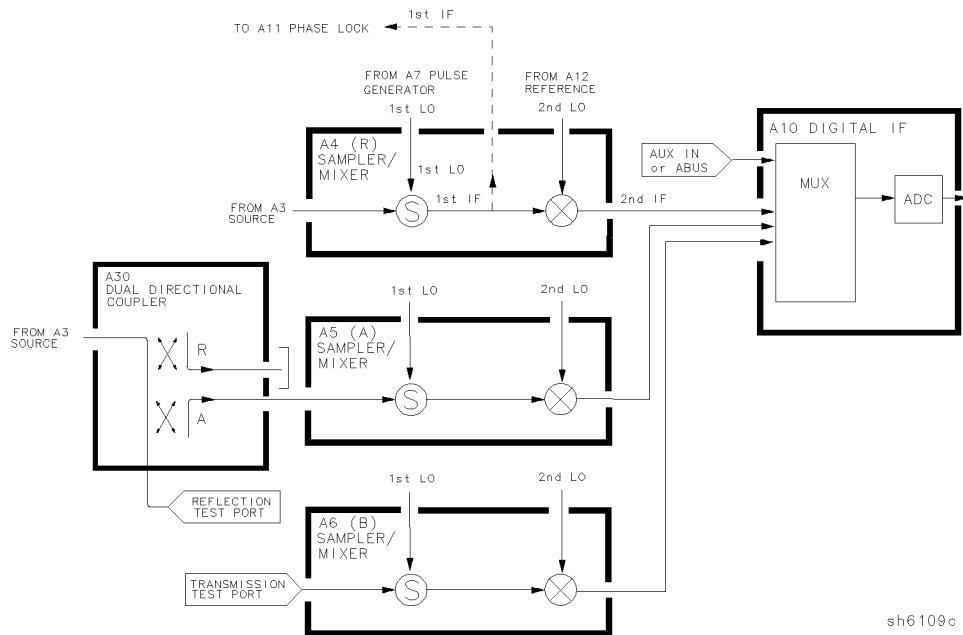 1st IF
TO A11 PHASE LOCK
FROM A7 PULSE
GENERATOR
1st LO
FROM A12
REFERENCE
2nd LO
A4 (R)
SAMPLER/
MIXER
1st LO
1st IF
S
2nd IF
FROM A3
SOURCE
AUX IN
or ABUS
A10 DIGITAL IF
MUX
ADC
A30
DUAL DIRECTIONAL
COUPLER
FROM A3
SOURCE
R
A
REFLECTION
TEST PORT
1st LO
2nd LO
A5 (A)
SAMPLER/
MIXER
S
1st LO
2nd LO
A6 (B)
SAMPLER/
MIXER
S
TRANSMISSION
TEST PORT
sh6109c